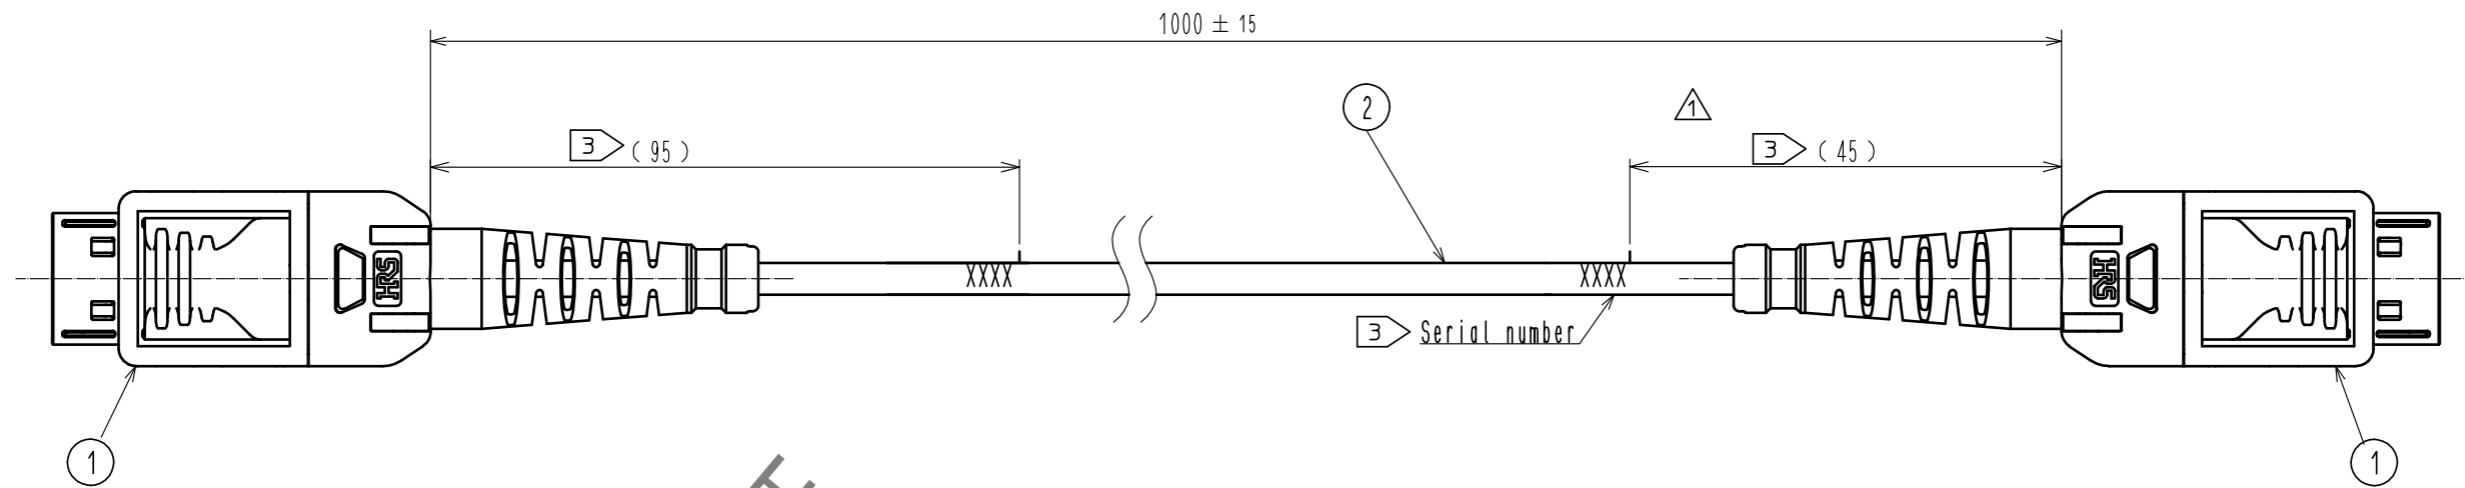 1000 ± 15
2
1
3 (95)
3 (45)
HRS
XXXX
XXXX
HRS
3 Serial number
1
1